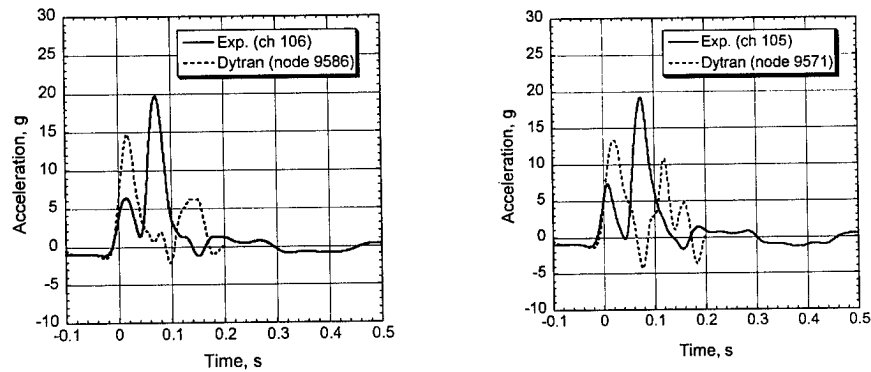 30
25
20
15
10
5
0
-5
-10
Acceleration, g
Exp. (ch 106)
Dytran (node 9586)
-0.1 0 0.1 0.2 0.3 0.4 0.5
Time, s
30
25
20
15
10
5
0
-5
-10
Acceleration, g
Exp. (ch 105)
Dytran (node 9571)
-0.1 0 0.1 0.2 0.3 0.4 0.5
Time, s